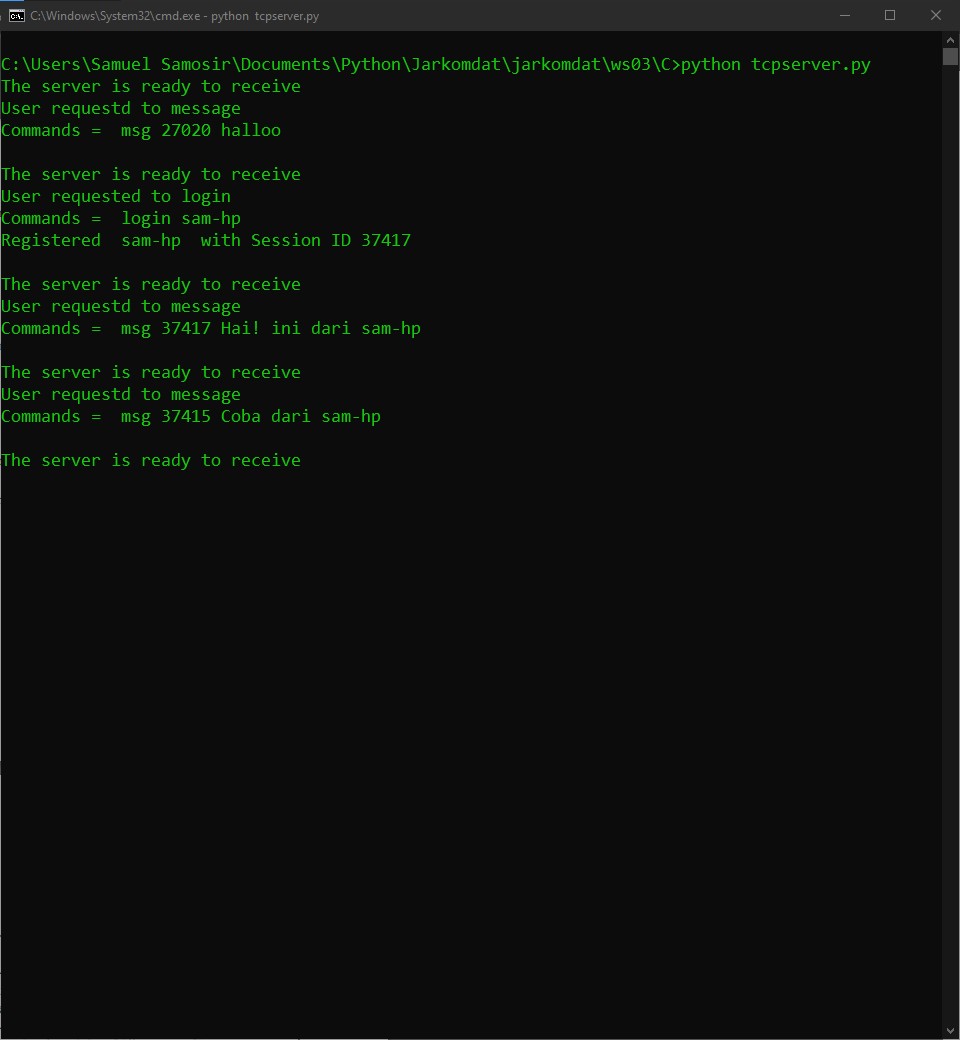 C:\Windows\System32\cmd.exe - python  tcpserver.py
C:\Users\Samuel Samosir\Documents\Python\Jarkomdat\jarkomdat\ws03\C>python tcpserver.py
The server is ready to receive
User requestd to message
Commands =  msg 27020 halloo
The server is ready to receive
User requested to login
Commands =  login sam-hp
Registered  sam-hp  with Session ID 37417
The server is ready to receive
User requestd to message
Commands =  msg 37417 Hai! ini dari sam-hp
The server is ready to receive
User requestd to message
Commands =  msg 37415 Coba dari sam-hp
The server is ready to receive